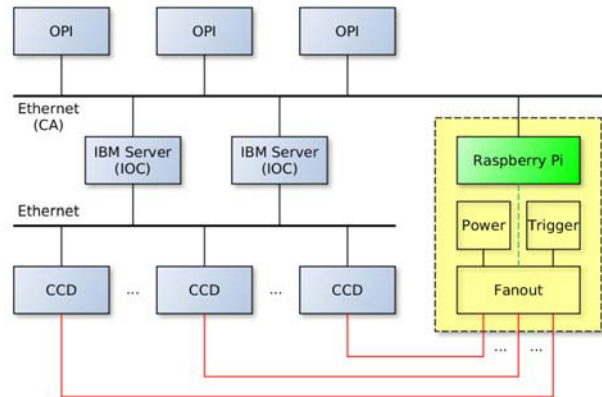 OPI
OPI
OPI
Ethernet
(CA)
IBM Server
(IOC)
IBM Server
(IOC)
Raspberry Pi
Ethernet
Power
Trigger
CCD
...
CCD
...
CCD
Fanout
...
...